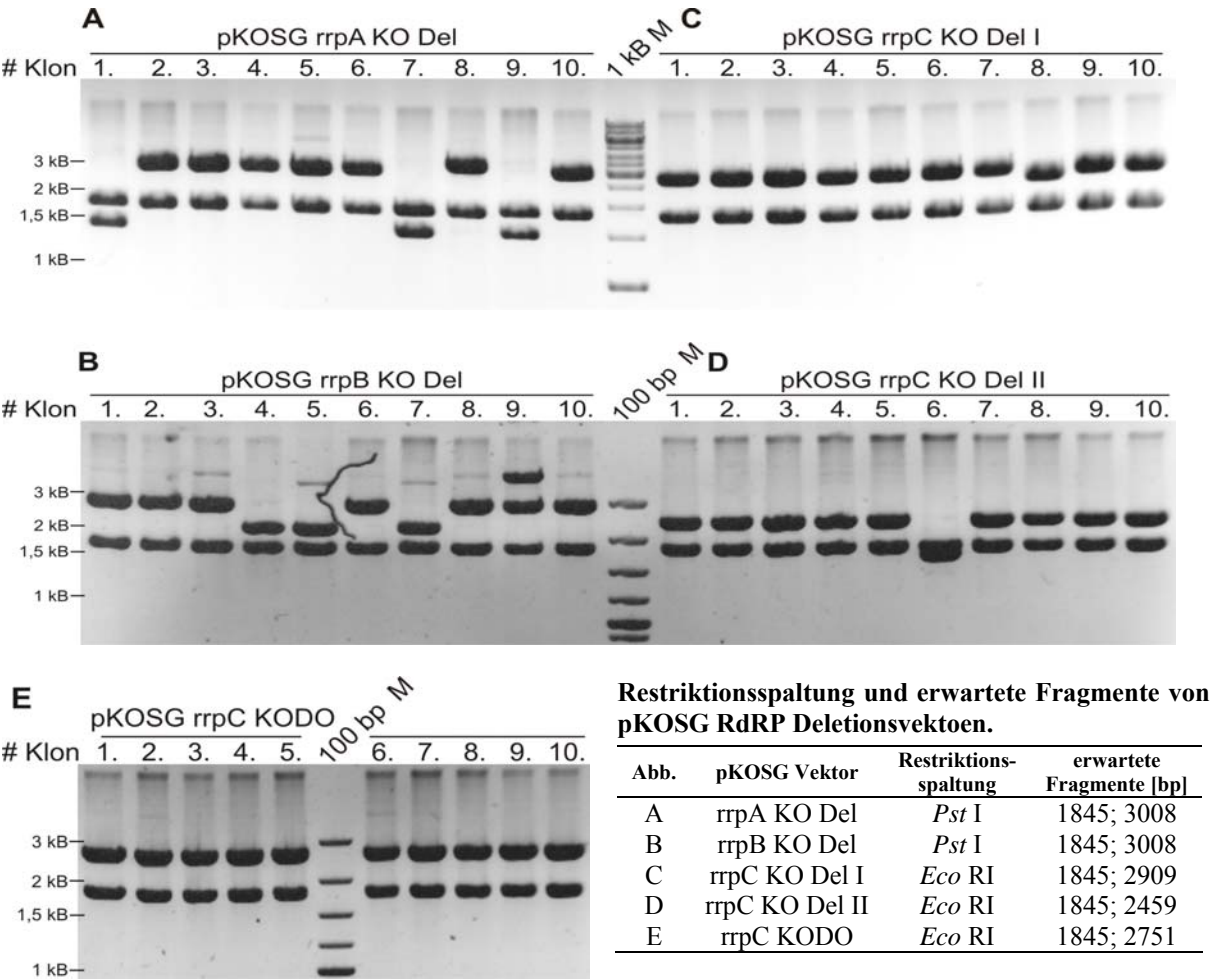 A
pKOSG rrpA KO Del
# Klon 1. 2. 3. 4. 5. 6. 7. 8. 9. 10.
1 kB M
C
pKOSG rrpC KO Del I
1. 2. 3. 4. 5. 6. 7. 8. 9. 10.
3 kB
2 kB
1,5 kB
1 kB
B
pKOSG rrpB KO Del
# Klon 1. 2. 3. 4. 5. 6. 7. 8. 9. 10.
100 bp M
D
pKOSG rrpC KO Del II
1. 2. 3. 4. 5. 6. 7. 8. 9. 10.
3 kB
2 kB
1,5 kB
1 kB
E
pKOSG rrpC KODO
# Klon 1. 2. 3. 4. 5.
100 bp M
6. 7. 8. 9. 10.
3 kB
2 kB
1,5 kB
1 kB
Restriktionsspaltung und erwartete Fragmente von
pKOSG RdRP Deletionsvektoen.
Abb. pKOSG Vektor Restriktions-spaltung erwartete Fragmente [bp]
A rrpA KO Del Pst I 1845; 3008
B rrpB KO Del Pst I 1845; 3008
C rrpC KO Del I Eco RI 1845; 2909
D rrpC KO Del II Eco RI 1845; 2459
E rrpC KODO Eco RI 1845; 2751